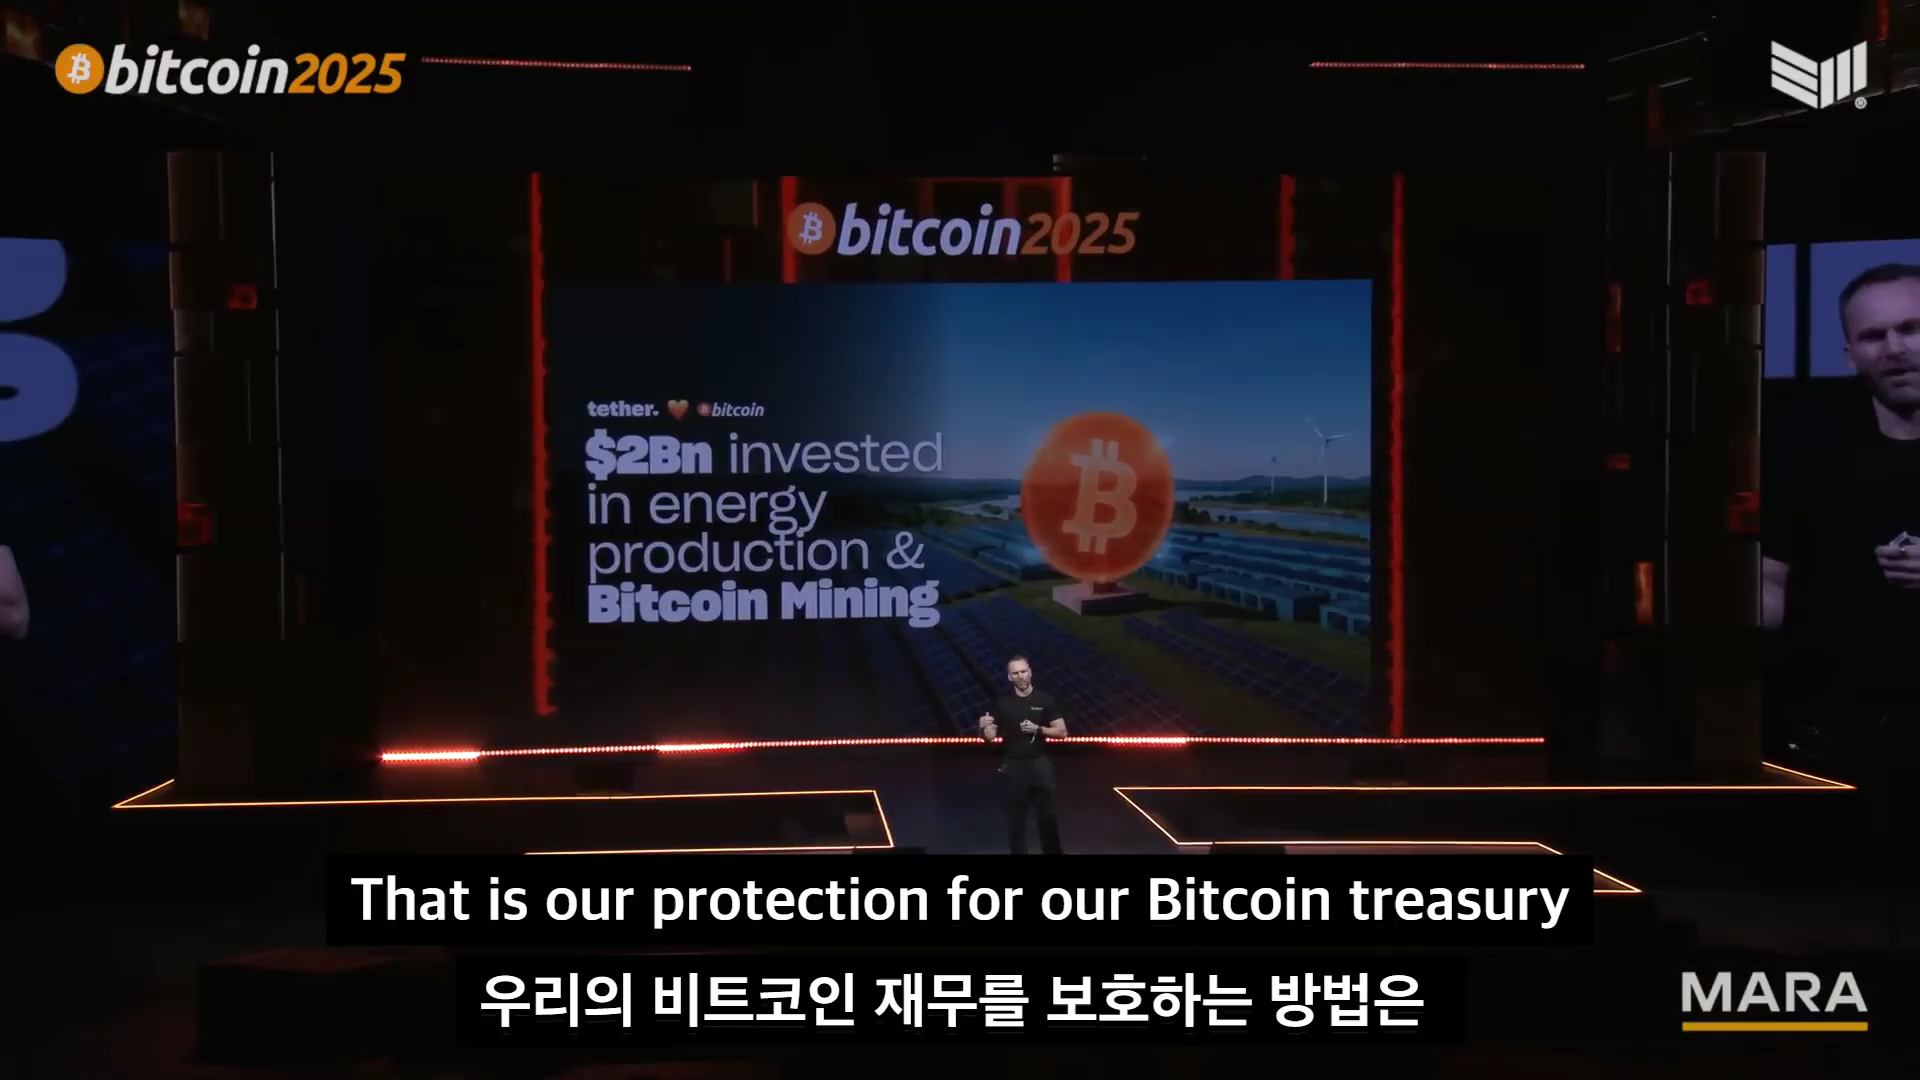 bitcoin2025
bitcoin2025
tether. 🧡 bitcoin
$2Bn invested
in energy
production &
Bitcoin Mining
That is our protection for our Bitcoin treasury
우리의 비트코인 재무를 보호하는 방법은
MARA